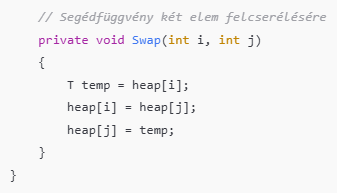 // Segédfüggvény két elem felcserélésére
private void Swap(int i, int j)
{
T temp = heap[i];
heap[i] = heap[j];
heap[j] = temp;
}
}